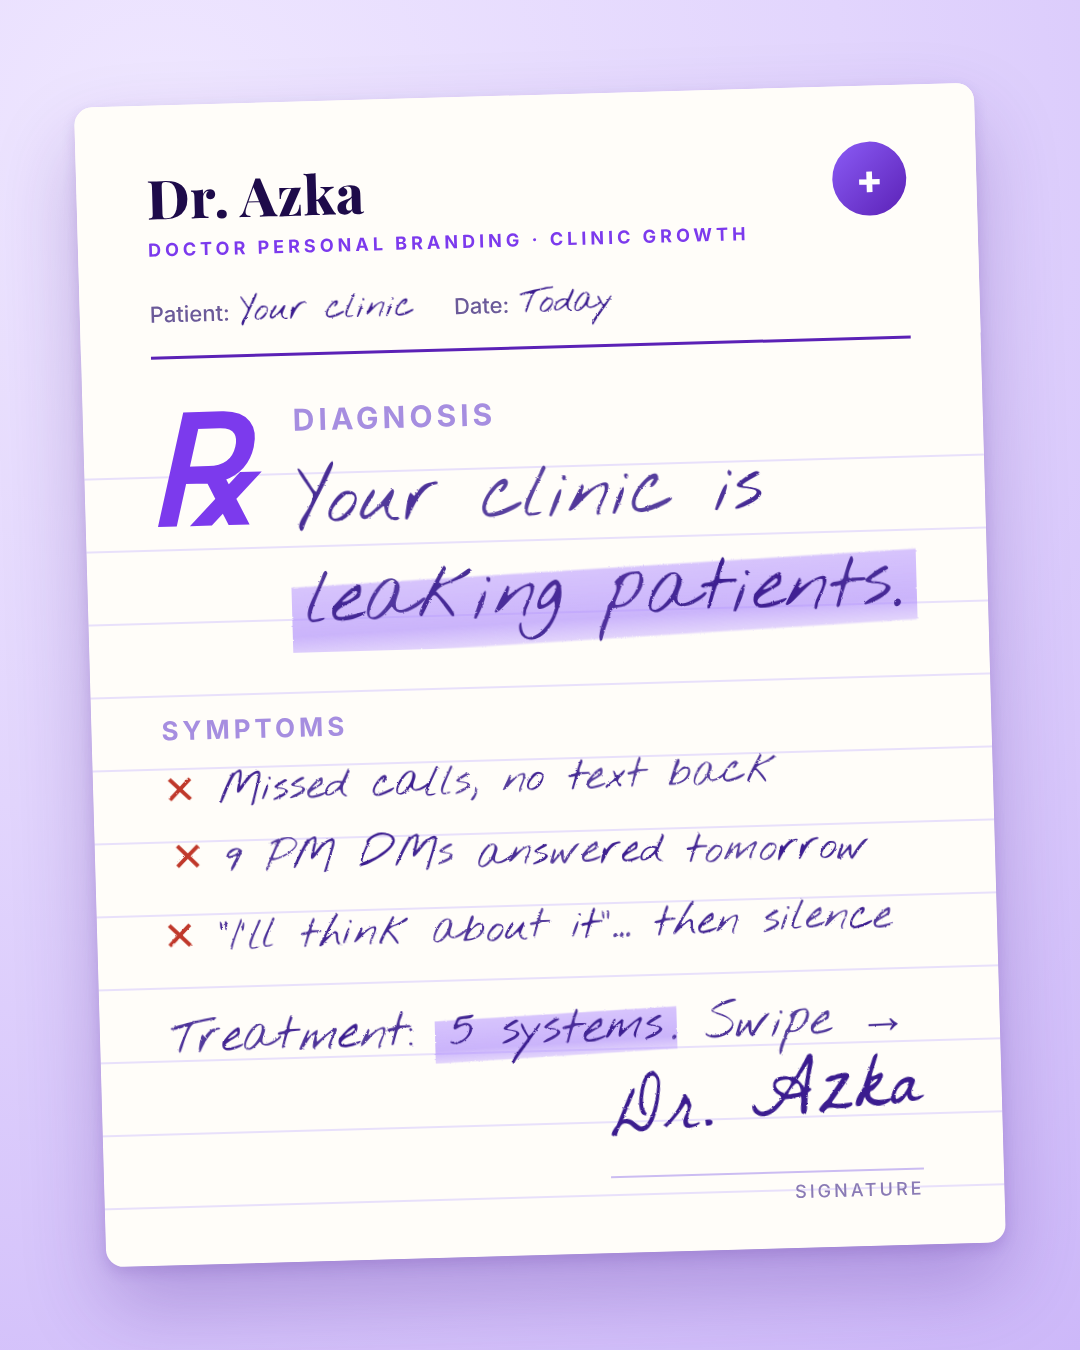 Dr. Azka
DOCTOR PERSONAL BRANDING · CLINIC GROWTH
Patient: Your clinic Date: Today
Rx DIAGNOSIS
Your clinic is
leaking patients.
SYMPTOMS
× Missed calls, no text back
× 9 PM DMs answered tomorrow
× "I'll think about it"... then silence
Treatment: 5 systems. Swipe →
Dr. Azka
SIGNATURE